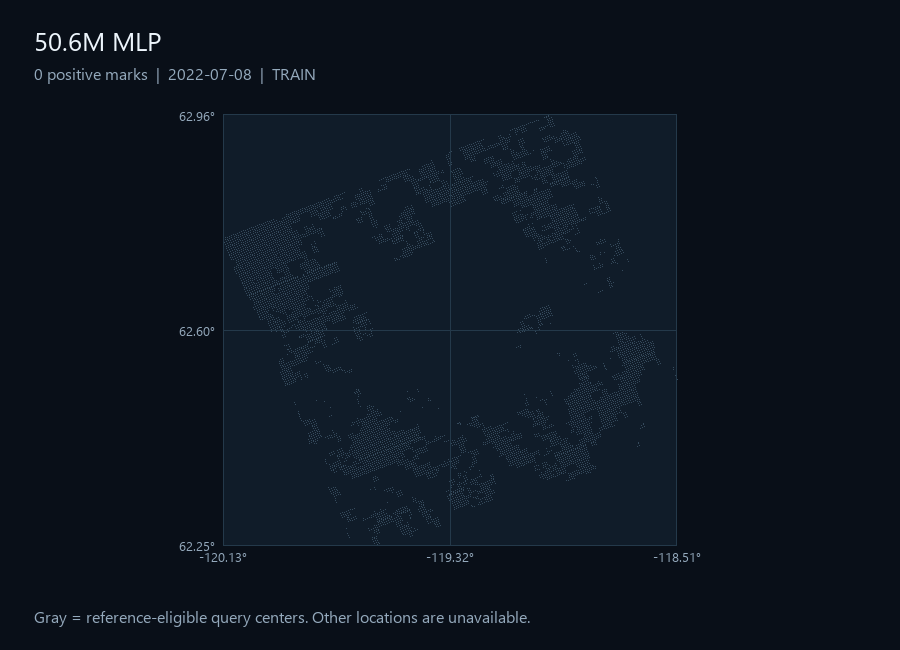 50.6M MLP
0 positive marks | 2022-07-08 | TRAIN
62.96°
62.60°
62.25°
-120.13°
-119.32°
-118.51°
Gray = reference-eligible query centers. Other locations are unavailable.